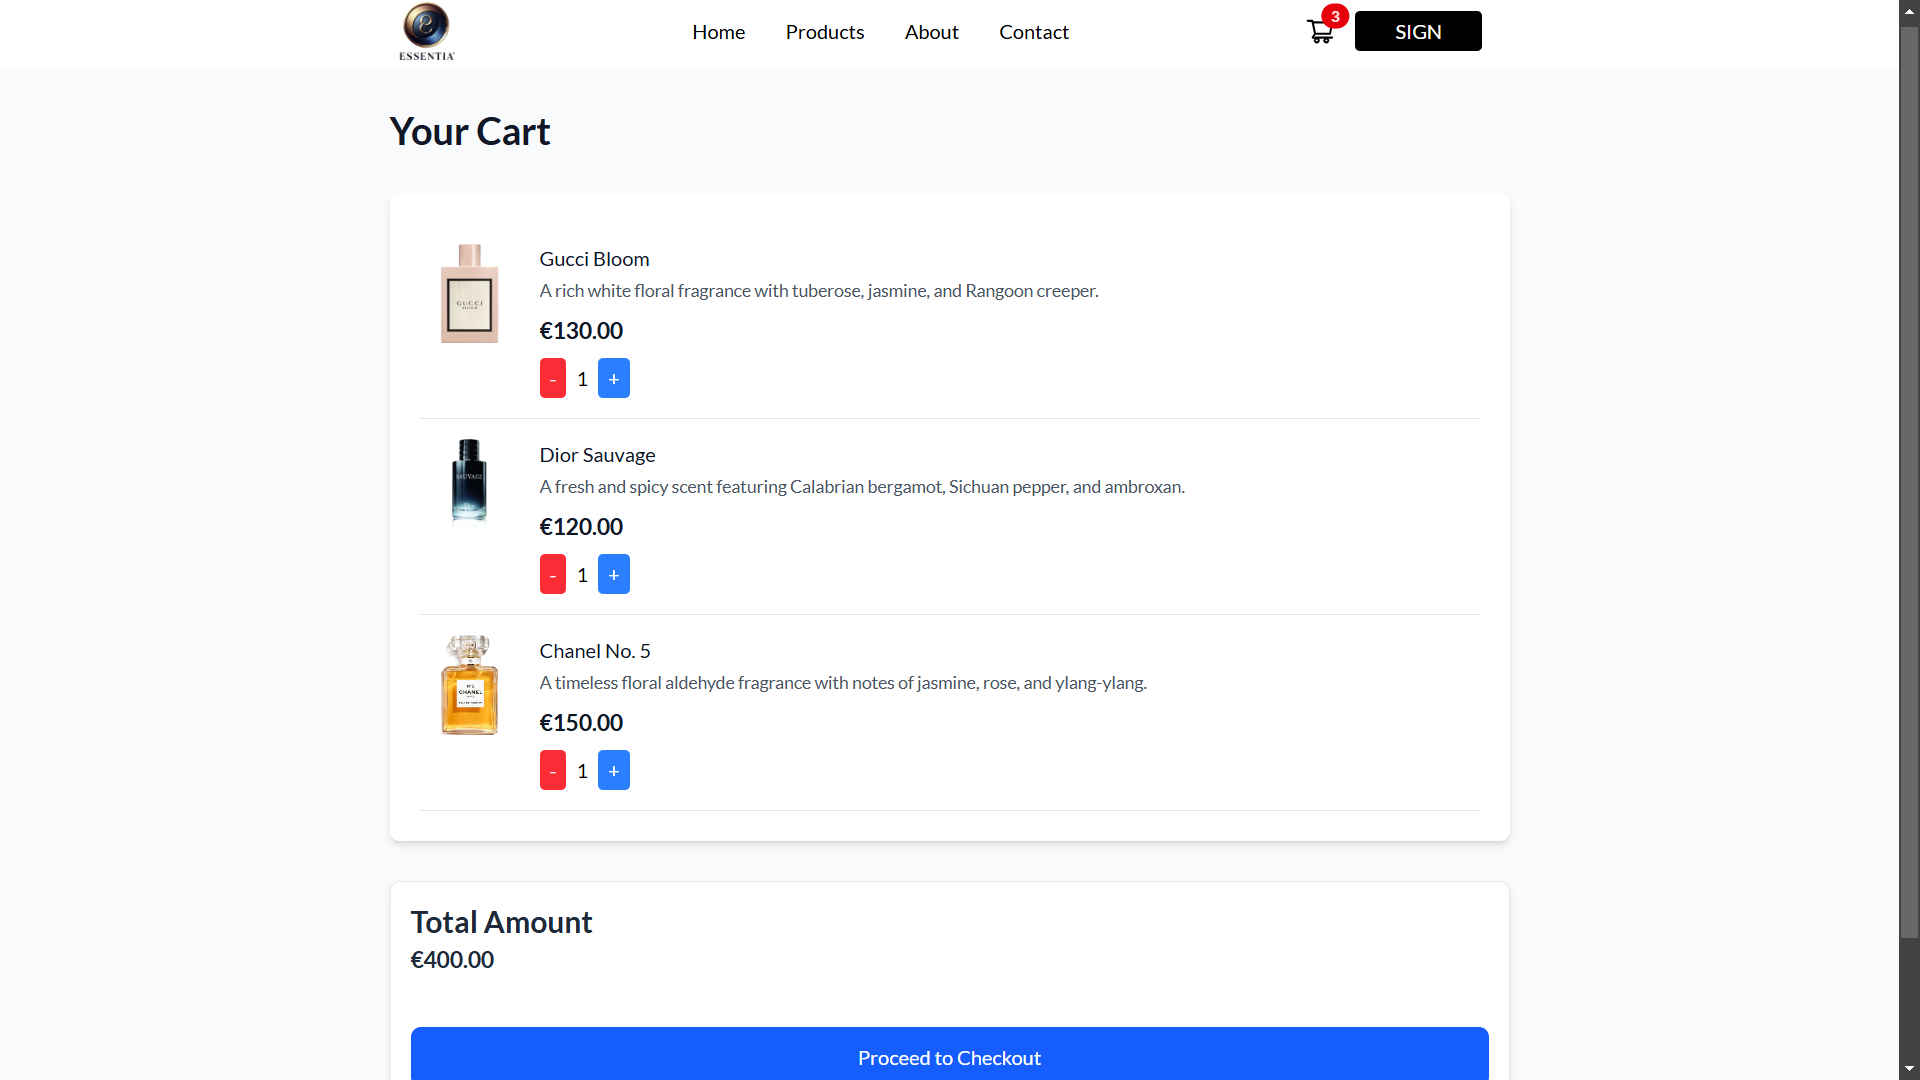 ESSENTIA
Home
Products
About
Contact
3
SIGN
Your Cart
GUCCI
BLOOM
Gucci Bloom
A rich white floral fragrance with tuberose, jasmine, and Rangoon creeper.
€130.00
- 1 +
SAUVAGE
Dior Sauvage
A fresh and spicy scent featuring Calabrian bergamot, Sichuan pepper, and ambroxan.
€120.00
- 1 +
N°5
CHANEL
Chanel No. 5
A timeless floral aldehyde fragrance with notes of jasmine, rose, and ylang-ylang.
€150.00
- 1 +
Total Amount
€400.00
Proceed to Checkout